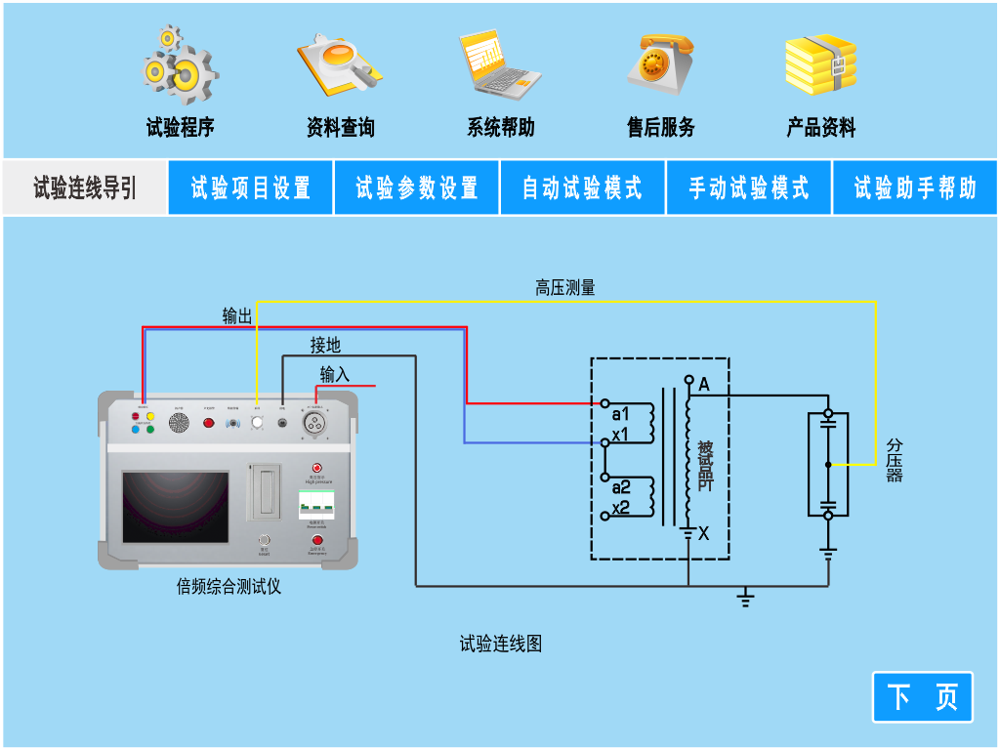 试验程序 资料查询 系统帮助 售后服务 产品资料
试验连线导引 试验项目设置 试验参数设置 自动试验模式 手动试验模式 试验助手帮助
高压测量
输出
接地
输入
A
a1
x1
被试品PT
分压器
a2
x2
X
High pressure
倍频综合测试仪
试验连线图
下 页